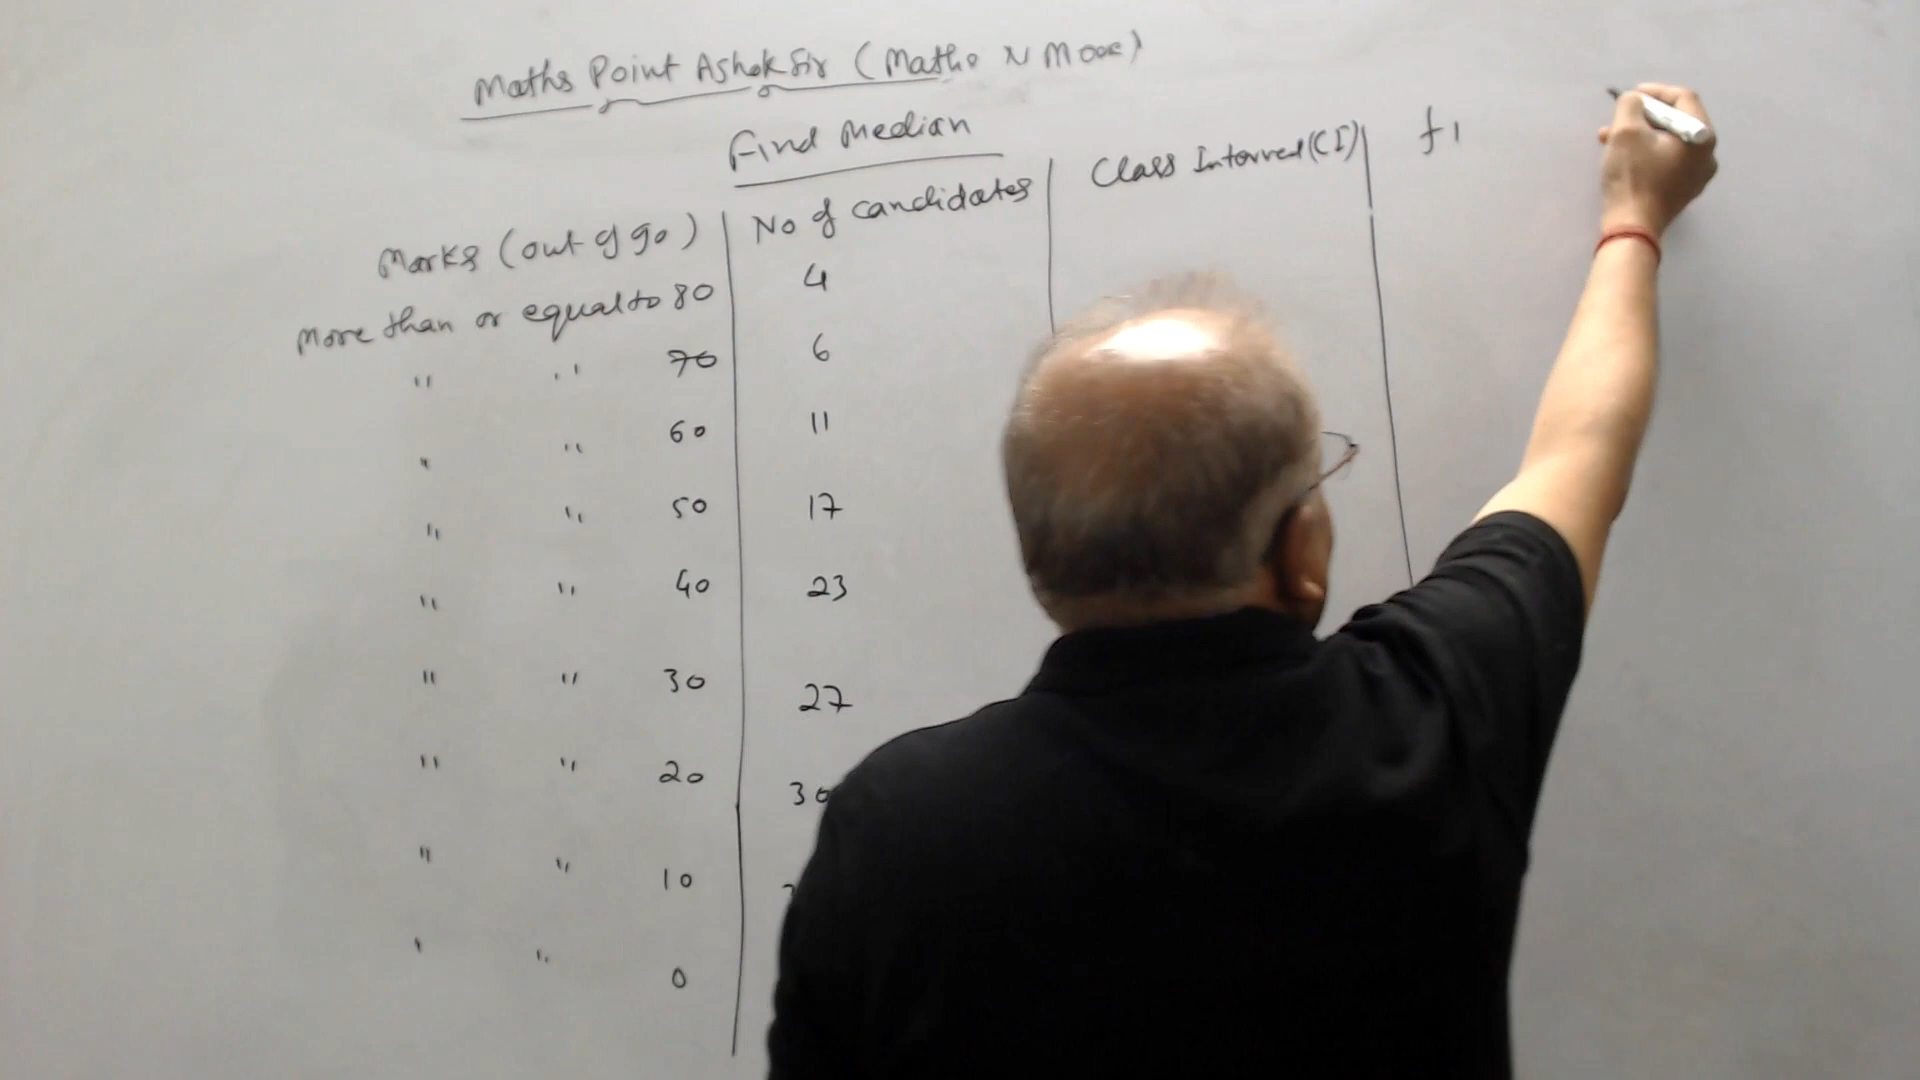 Maths Point Ashok Sir (Maths N More)
Find Median
Marks (out of 90) No of candidates Class Interval (CI) fi
More than or equal to 80 4
" " 70 6
" " 60 11
" " 50 17
" " 40 23
" " 30 27
" " 20 30
" " 10
" " 0